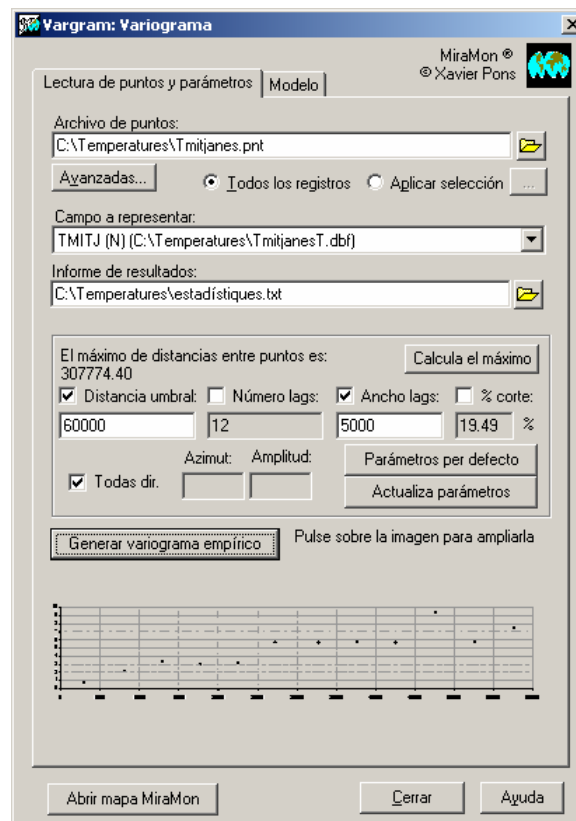 Vargram: Variograma
MiraMon ®
© Xavier Pons
Lectura de puntos y parámetros
Modelo
Archivo de puntos:
C:\Temperatures\Tmitjanes.pnt
Avanzadas...
Todos los registros
Aplicar selección
...
Campo a representar:
TMITJ (N) (C:\Temperatures\TmitjanesT.dbf)
Informe de resultados:
C:\Temperatures\estadístiques.txt
El máximo de distancias entre puntos es:
307774.40
Calcula el máximo
Distancia umbral:
Número lags:
Ancho lags:
% corte:
60000
12
5000
19.49
%
Azimut:
Amplitud:
Todas dir.
Parámetros per defecto
Actualiza parámetros
Generar variograma empírico
Pulse sobre la imagen para ampliarla
Abrir mapa MiraMon
Cerrar
Ayuda